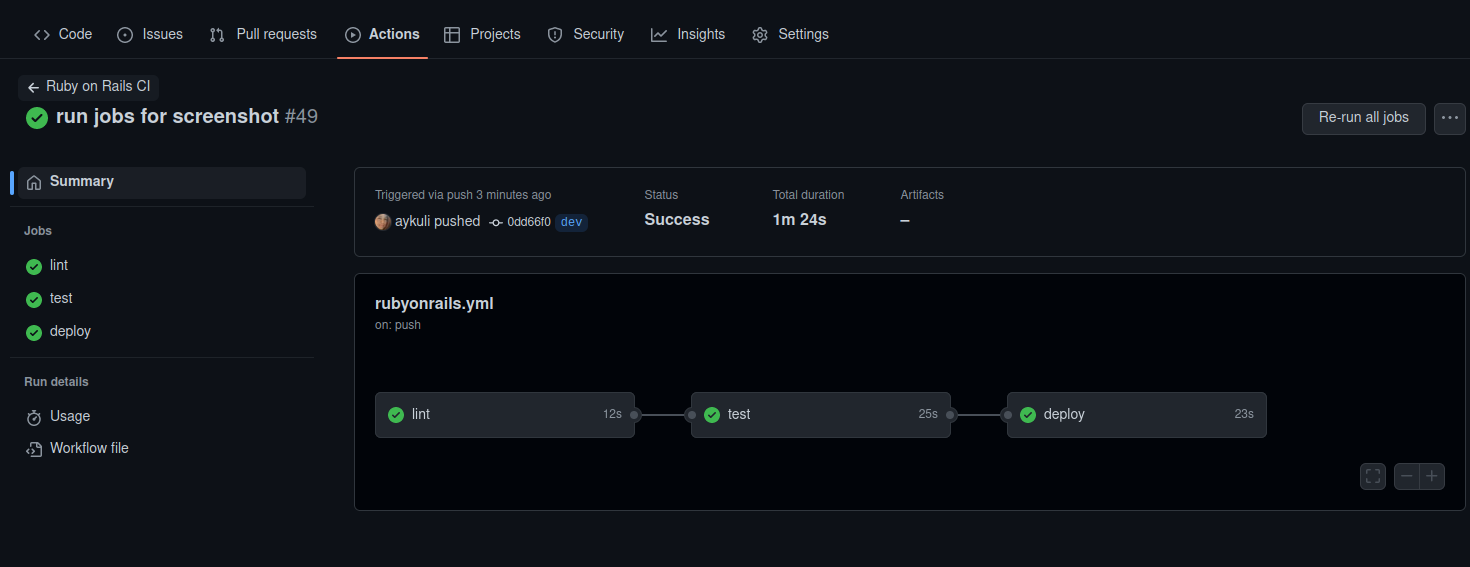 Code Issues Pull requests Actions Projects Security Insights Settings
← Ruby on Rails CI
run jobs for screenshot #49
Re-run all jobs ...
Summary
Jobs
lint
test
deploy
Run details
Usage
Workflow file
Triggered via push 3 minutes ago
aykuli pushed 0dd66f0 dev
Status
Success
Total duration
1m 24s
Artifacts
–
rubyonrails.yml
on: push
lint 12s
test 25s
deploy 23s